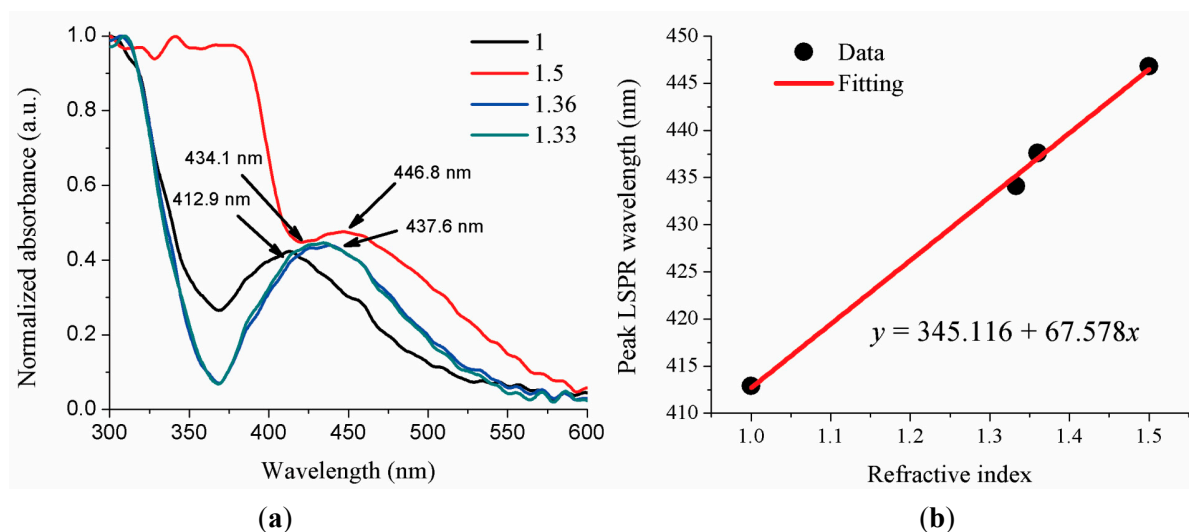 1.0
0.8
0.6
0.4
0.2
0.0
Normalized absorbance (a.u.)
1
1.5
1.36
1.33
434.1 nm
446.8 nm
412.9 nm
437.6 nm
300 350 400 450 500 550 600
Wavelength (nm)
(a)
450
445
440
435
430
425
420
415
410
Peak LSPR wavelength (nm)
Data
Fitting
y = 345.116 + 67.578x
1.0 1.1 1.2 1.3 1.4 1.5
Refractive index
(b)